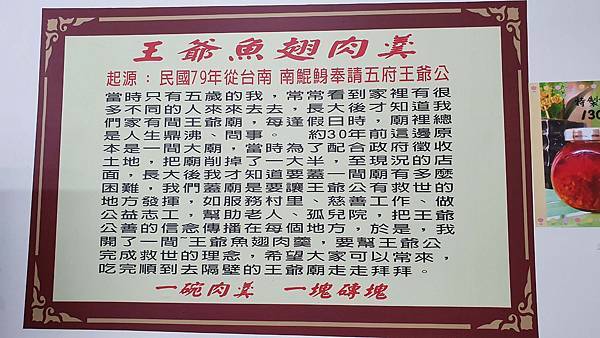 王爺魚翅肉羹
起源：民國79年從台南 南鯤鯓奉請五府王爺公
當時只有五歲的我，常常看到家裡有很
多不同的人來來去去，長大後才知道我
們家有間王爺廟，每逢假日時，廟裡總
是人生鼎沸、問事。 約30年前這邊原
本是一間大廟，當時為了配合政府徵收
土地，把廟削掉了一大半，至現況的店
面，長大後我才知道要蓋一間廟有多麼
困難，我們蓋廟是要讓王爺公有救世的
地方發揮，如服務村里、慈善工作、做
公益志工，幫助老人、孤兒院，把王爺
公善的信念傳播在每個地方，於是，我
開了一間"王爺魚翅肉羹，要幫王爺公
完成救世的理念，希望大家可以常來，
吃完順到去隔壁的王爺廟走走拜拜。
一碗肉羹 一塊磚塊
特製
130